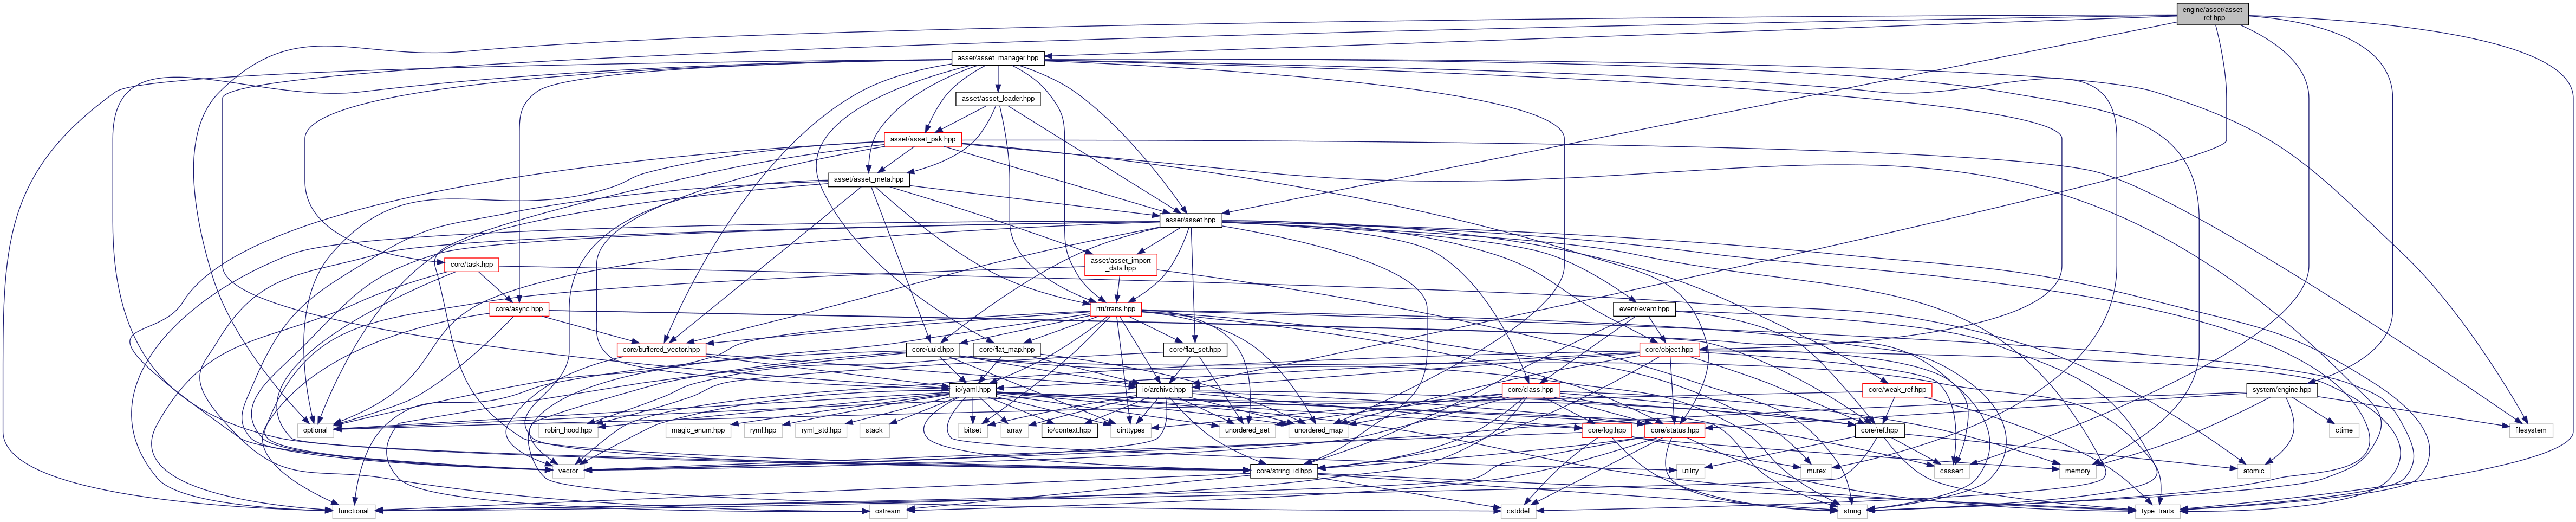 engine/asset/asset
_ref.hpp
asset/asset_manager.hpp
asset/asset_loader.hpp
asset/asset_pak.hpp
asset/asset_meta.hpp
asset/asset.hpp
core/task.hpp
asset/asset_import
_data.hpp
core/async.hpp
rtti/traits.hpp
event/event.hpp
core/buffered_vector.hpp
core/uuid.hpp
core/flat_map.hpp
core/flat_set.hpp
core/object.hpp
io/yaml.hpp
io/archive.hpp
core/class.hpp
core/weak_ref.hpp
system/engine.hpp
optional
robin_hood.hpp
magic_enum.hpp
ryml.hpp
ryml_std.hpp
stack
bitset
array
io/context.hpp
cinttypes
unordered_set
unordered_map
core/log.hpp
core/status.hpp
core/ref.hpp
ctime
filesystem
vector
core/string_id.hpp
utility
mutex
cassert
memory
atomic
functional
ostream
cstddef
string
type_traits